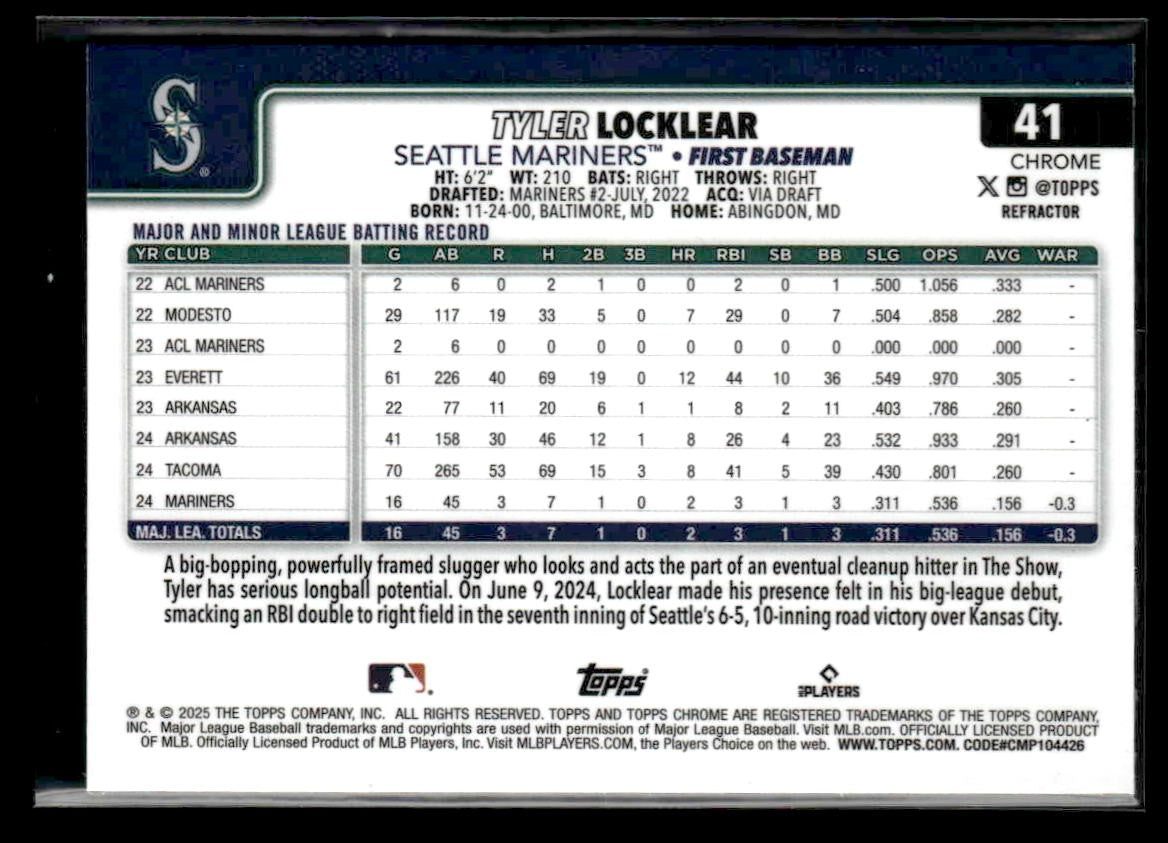 S ®
TYLER LOCKLEAR
41
SEATTLE MARINERS™ • FIRST BASEMAN
CHROME
HT: 6'2" WT: 210 BATS: RIGHT THROWS: RIGHT
X @TOPPS
DRAFTED: MARINERS #2-JULY, 2022 ACQ: VIA DRAFT
BORN: 11-24-00, BALTIMORE, MD HOME: ABINGDON, MD
REFRACTOR
MAJOR AND MINOR LEAGUE BATTING RECORD
YR CLUB G AB R H 2B 3B HR RBI SB BB SLG OPS AVG WAR
22 ACL MARINERS 2 6 0 2 1 0 0 2 0 1 .500 1.056 .333 -
22 MODESTO 29 117 19 33 5 0 7 29 0 7 .504 .858 .282 -
23 ACL MARINERS 2 6 0 0 0 0 0 0 0 0 .000 .000 .000 -
23 EVERETT 61 226 40 69 19 0 12 44 10 36 .549 .970 .305 -
23 ARKANSAS 22 77 11 20 6 1 1 8 2 11 .403 .786 .260 -
24 ARKANSAS 41 158 30 46 12 1 8 26 4 23 .532 .933 .291 -
24 TACOMA 70 265 53 69 15 3 8 41 5 39 .430 .801 .260 -
24 MARINERS 16 45 3 7 1 0 2 3 1 3 .311 .536 .156 -0.3
MAJ. LEA. TOTALS 16 45 3 7 1 0 2 3 1 3 .311 .536 .156 -0.3
A big-bopping, powerfully framed slugger who looks and acts the part of an eventual cleanup hitter in The Show,
Tyler has serious longball potential. On June 9, 2024, Locklear made his presence felt in his big-league debut,
smacking an RBI double to right field in the seventh inning of Seattle's 6-5, 10-inning road victory over Kansas City.
topps
PLAYERS
® & © 2025 THE TOPPS COMPANY, INC. ALL RIGHTS RESERVED. TOPPS AND TOPPS CHROME ARE REGISTERED TRADEMARKS OF THE TOPPS COMPANY,
INC. Major League Baseball trademarks and copyrights are used with permission of Major League Baseball. Visit MLB.com. OFFICIALLY LICENSED PRODUCT
OF MLB. Officially Licensed Product of MLB Players, Inc. Visit MLBPLAYERS.COM, the Players Choice on the web. WWW.TOPPS.COM. CODE#CMP104426